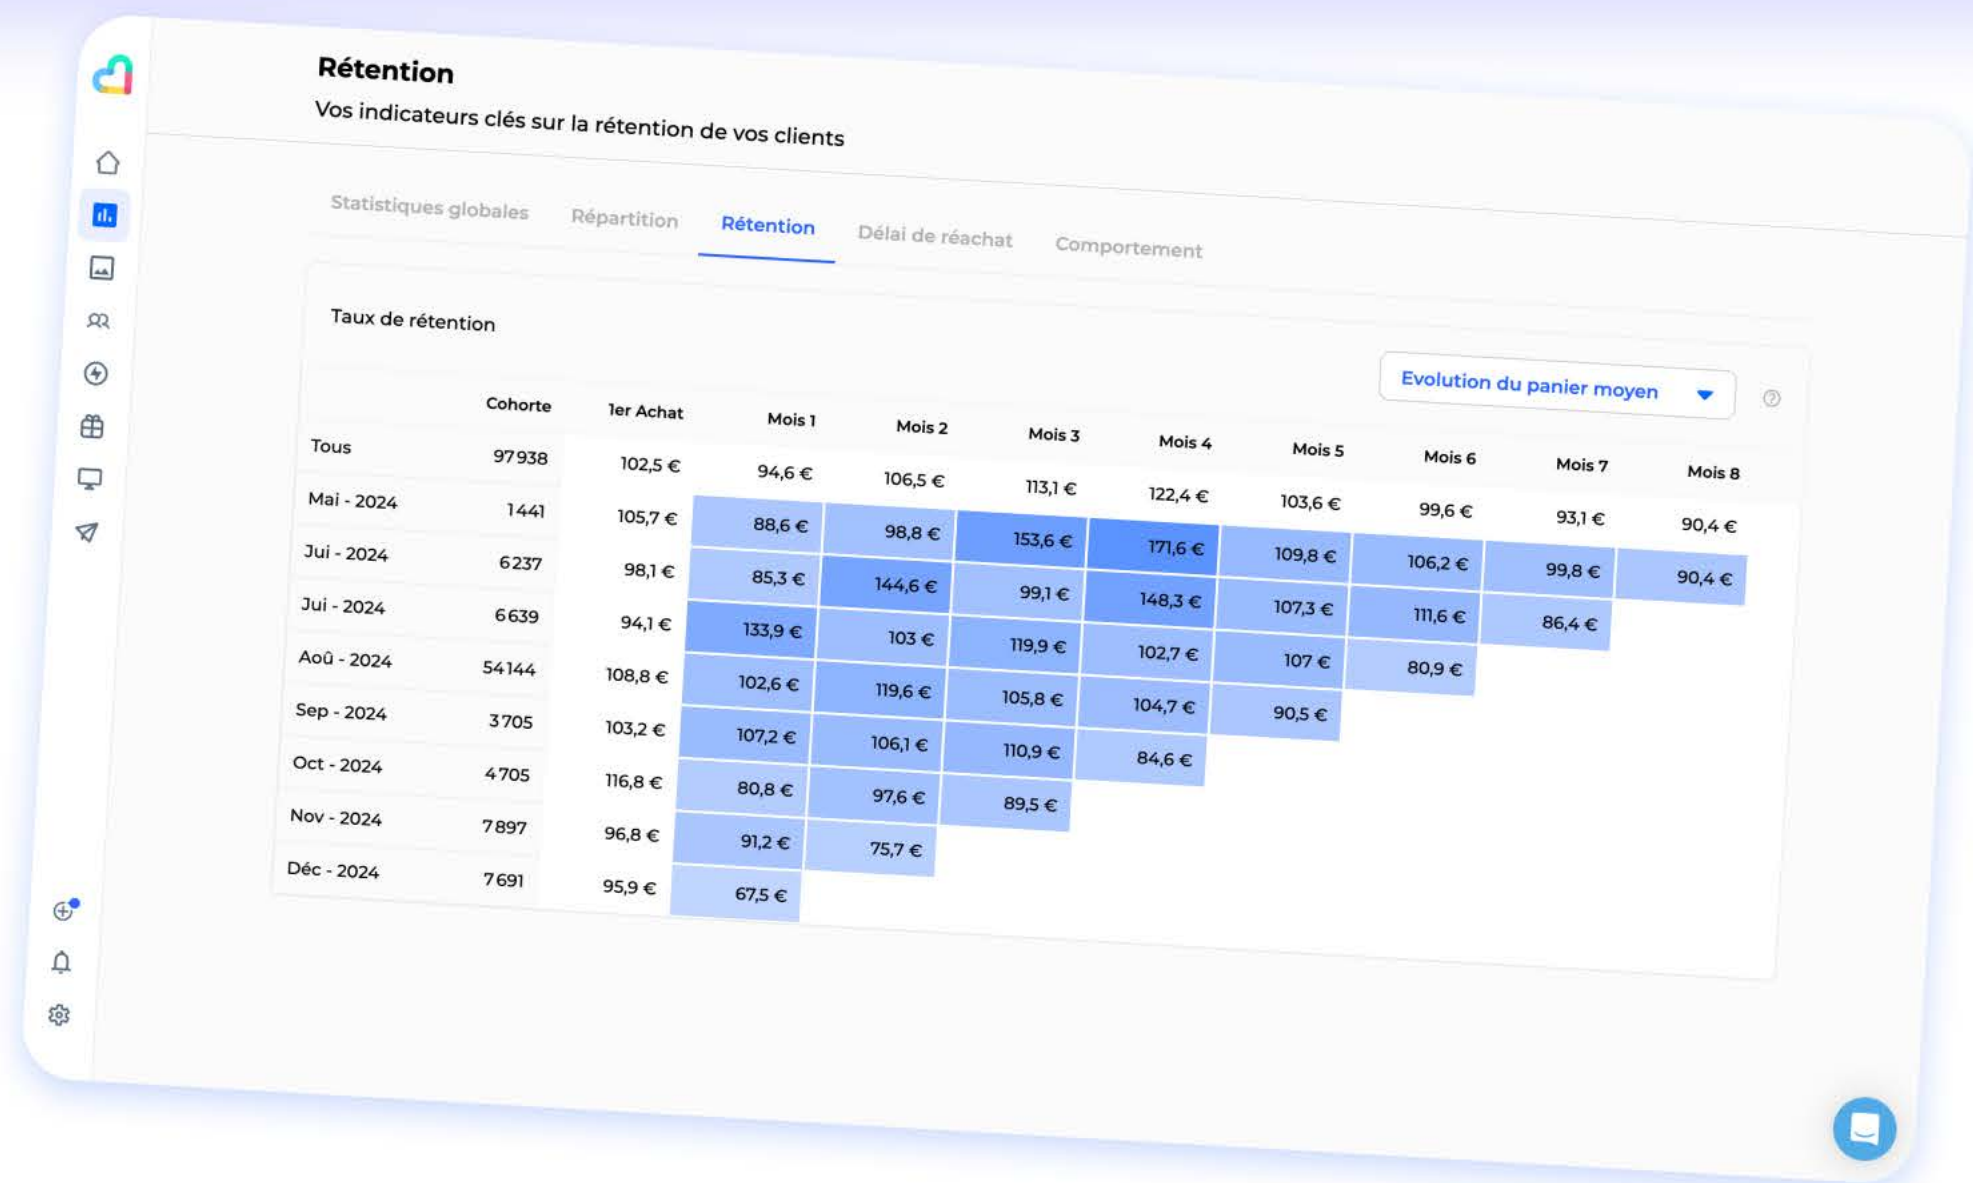 Rétention
Vos indicateurs clés sur la rétention de vos clients
Statistiques globales Répartition Rétention Délai de réachat Comportement
Taux de rétention
Evolution du panier moyen
Cohorte 1er Achat Mois 1 Mois 2 Mois 3 Mois 4 Mois 5 Mois 6 Mois 7 Mois 8
Tous 97 938 102,5 € 94,6 € 106,5 € 113,1 € 122,4 € 103,6 € 99,6 € 93,1 € 90,4 €
Mai - 2024 1 441 105,7 € 88,6 € 98,8 € 153,6 € 171,6 € 109,8 € 106,2 € 99,8 € 90,4 €
Jui - 2024 6 237 98,1 € 85,3 € 144,6 € 99,1 € 148,3 € 107,3 € 111,6 € 86,4 €
Jui - 2024 6 639 94,1 € 133,9 € 103 € 119,9 € 102,7 € 107 € 80,9 €
Aoû - 2024 54 144 108,8 € 102,6 € 119,6 € 105,8 € 104,7 € 90,5 €
Sep - 2024 3 705 103,2 € 107,2 € 106,1 € 110,9 € 84,6 €
Oct - 2024 4 705 116,8 € 80,8 € 97,6 € 89,5 €
Nov - 2024 7 897 96,8 € 91,2 € 75,7 €
Déc - 2024 7 691 95,9 € 67,5 €